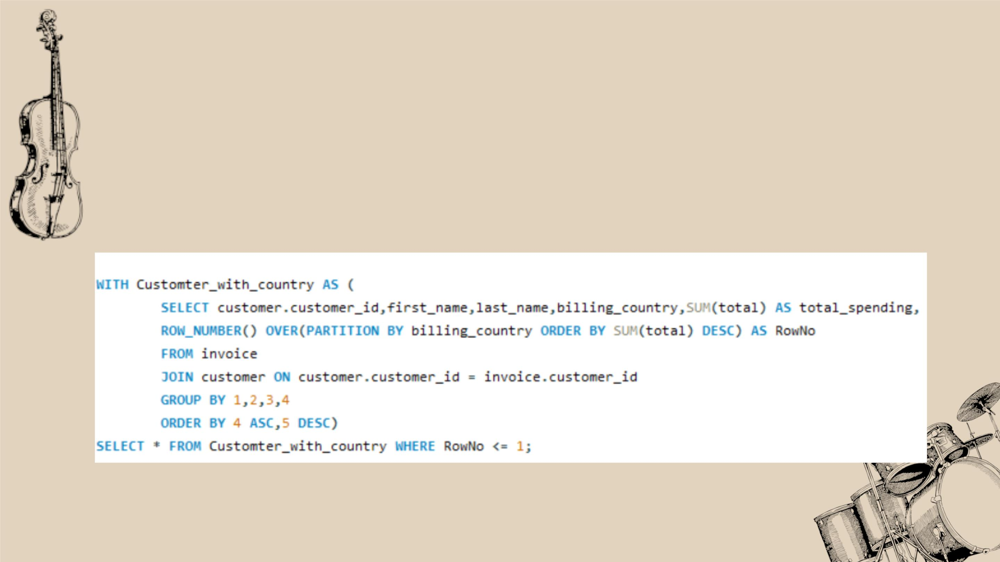 WITH Customter_with_country AS (
SELECT customer.customer_id,first_name,last_name,billing_country,SUM(total) AS total_spending,
ROW_NUMBER() OVER(PARTITION BY billing_country ORDER BY SUM(total) DESC) AS RowNo
FROM invoice
JOIN customer ON customer.customer_id = invoice.customer_id
GROUP BY 1,2,3,4
ORDER BY 4 ASC,5 DESC)
SELECT * FROM Customter_with_country WHERE RowNo <= 1;